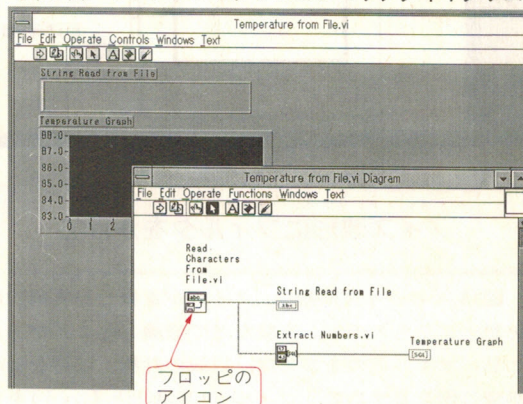 Temperature from File.vi
File Edit Operate Controls Windows Text
String Read from File
Temperature Graph
88.0
87.0
86.0
85.0
84.0
83.0
0 1 2
Temperature from File.vi Diagram
File Edit Operate Functions Windows Text
Read
Characters
From
File.vi
abc
String Read from File
abc
Extract Numbers.vi
Temperature Graph
フロッピの
アイコン